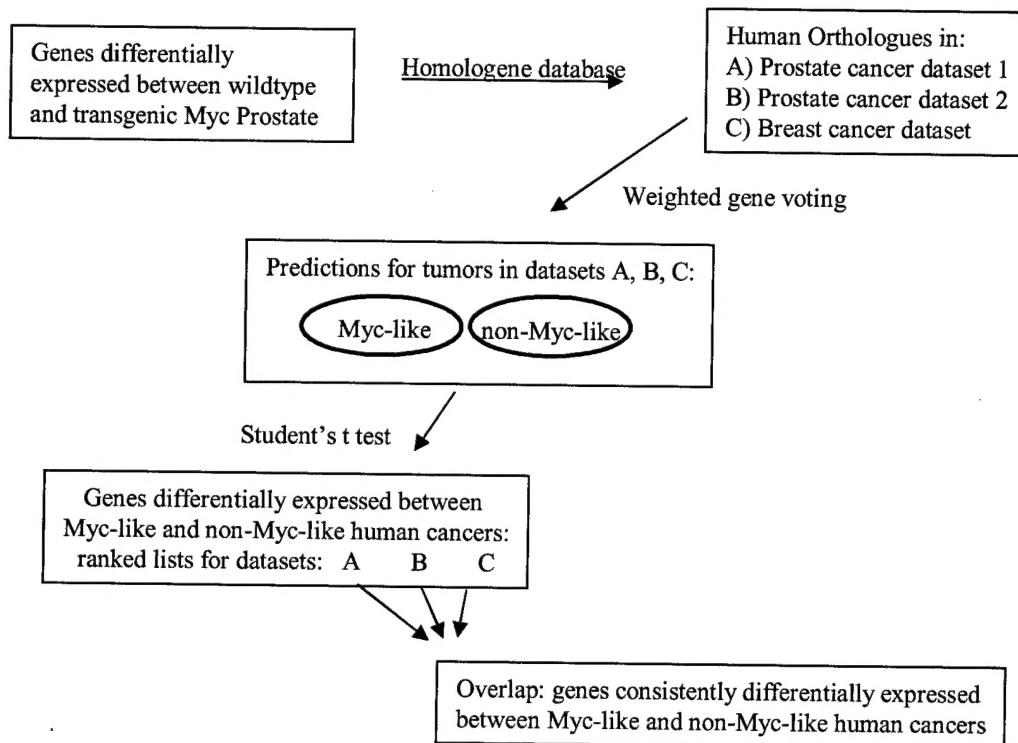 Genes differentially
expressed between wildtype
and transgenic Myc Prostate
Homologene database
Human Orthologues in:
A) Prostate cancer dataset 1
B) Prostate cancer dataset 2
C) Breast cancer dataset
Weighted gene voting
Predictions for tumors in datasets A, B, C:
Myc-like
non-Myc-like
Student's t test
Genes differentially expressed between
Myc-like and non-Myc-like human cancers:
ranked lists for datasets: A B C
Overlap: genes consistently differentially expressed
between Myc-like and non-Myc-like human cancers